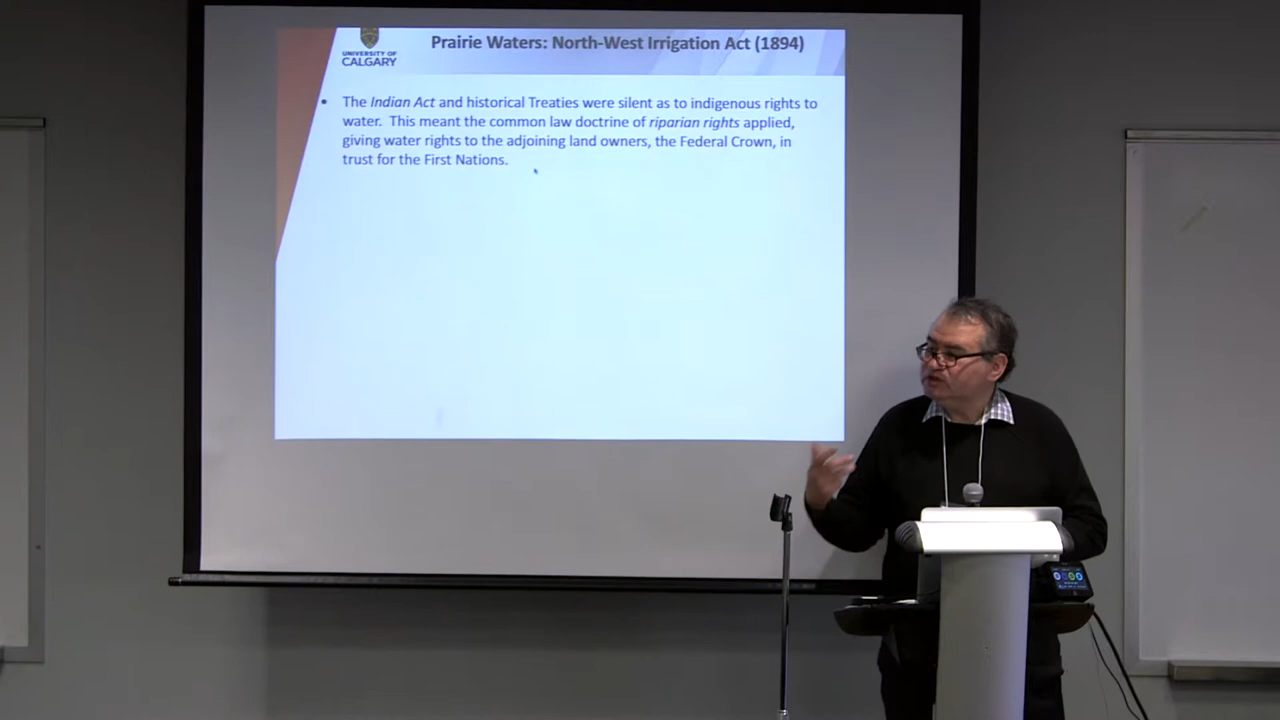 UNIVERSITY OF
CALGARY
Prairie Waters: North-West Irrigation Act (1894)
• The Indian Act and historical Treaties were silent as to indigenous rights to
water. This meant the common law doctrine of riparian rights applied,
giving water rights to the adjoining land owners, the Federal Crown, in
trust for the First Nations.